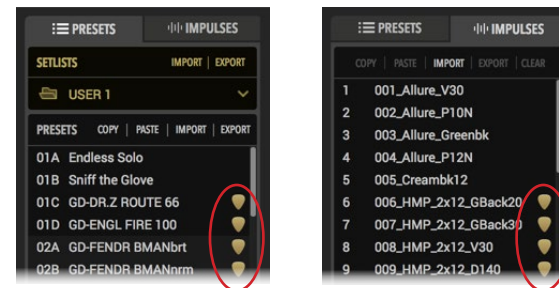 PRESETS IMPULSES
SETLISTS IMPORT | EXPORT
USER 1
PRESETS COPY | PASTE | IMPORT | EXPORT
01A Endless Solo
01B Sniff the Glove
01C GD-DR.Z ROUTE 66
01D GD-ENGL FIRE 100
02A GD-FENDR BMANbrt
02B GD-FENDR BMANnrm
PRESETS IMPULSES
COPY | PASTE | IMPORT | EXPORT | CLEAR
1 001_Allure_V30
2 002_Allure_P10N
3 003_Allure_Greenbk
4 004_Allure_P12N
5 005_Creambk12
6 006_HMP_2x12_GBack20
7 007_HMP_2x12_GBack30
8 008_HMP_2x12_V30
9 009_HMP_2x12_D140